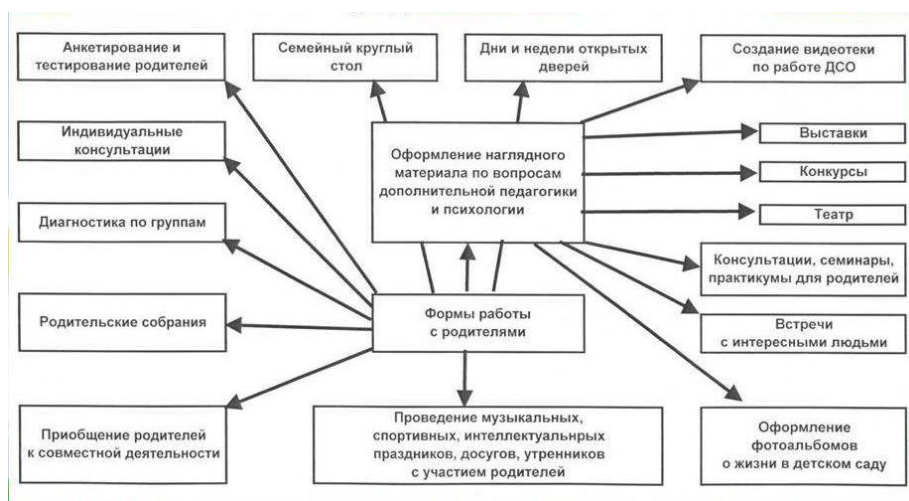 Анкетирование и
тестирование родителей
Семейный круглый
стол
Дни и недели открытых
дверей
Создание видеотеки
по работе ДСО
Индивидуальные
консультации
Оформление наглядного
материала по вопросам
дополнительной педагогики
и психологии
Выставки
Конкурсы
Театр
Диагностика по группам
Консультации, семинары,
практикумы для родителей
Родительские собрания
Формы работы
с родителями
Встречи
с интересными людьми
Приобщение родителей
к совместной деятельности
Проведение музыкальных,
спортивных, интеллектуальнрых
праздников, досугов, утренников
с участием родителей
Оформление
фотоальбомов
о жизни в детском саду